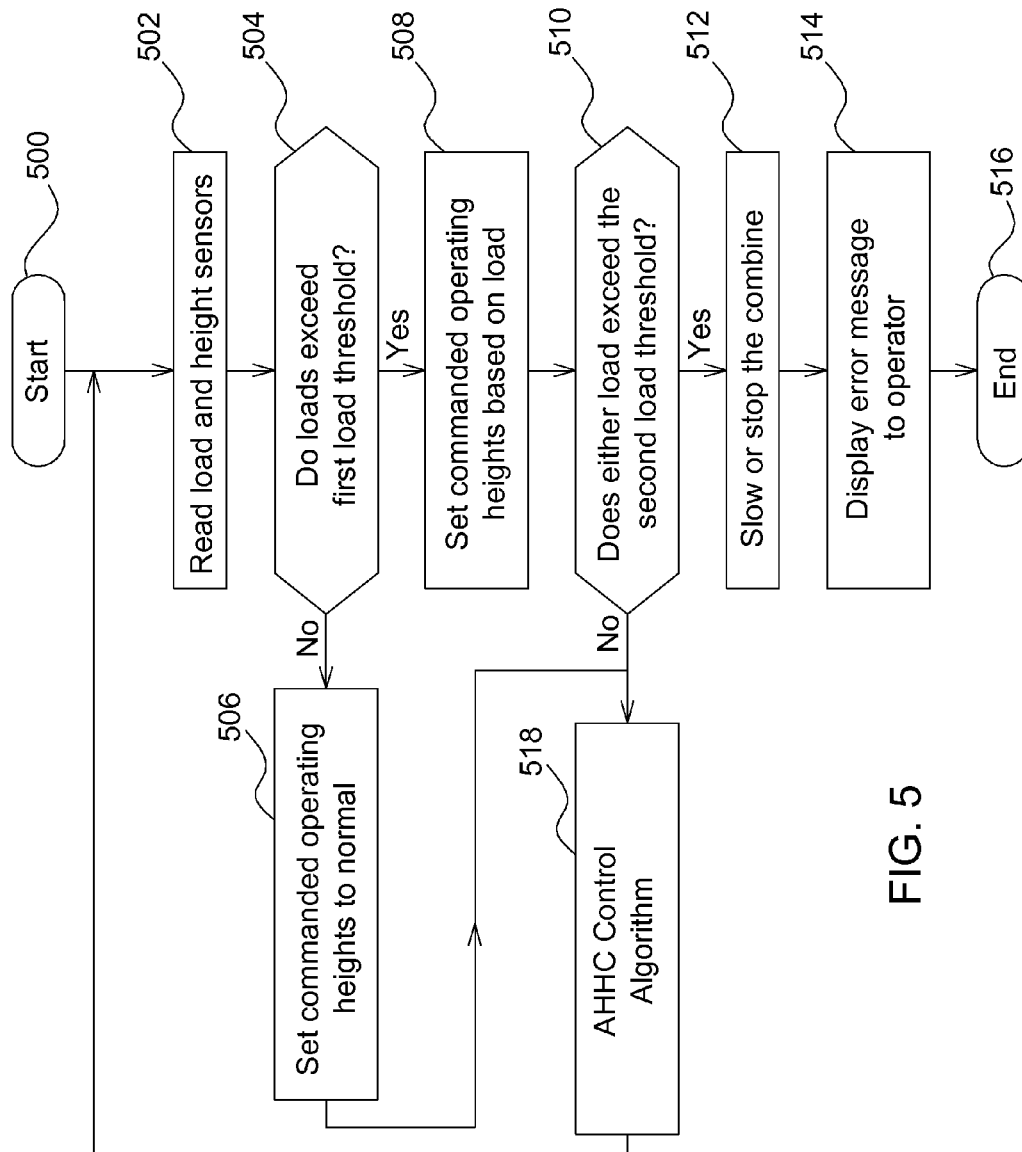 Start
500
Read load and height sensors
502
Do loads exceed
first load threshold?
504
No
Yes
Set commanded operating
heights to normal
506
Set commanded operating
heights based on load
508
Does either load exceed the
second load threshold?
510
No
Yes
AHHC Control
Algorithm
518
Slow or stop the combine
512
Display error message
to operator
514
End
516
FIG. 5